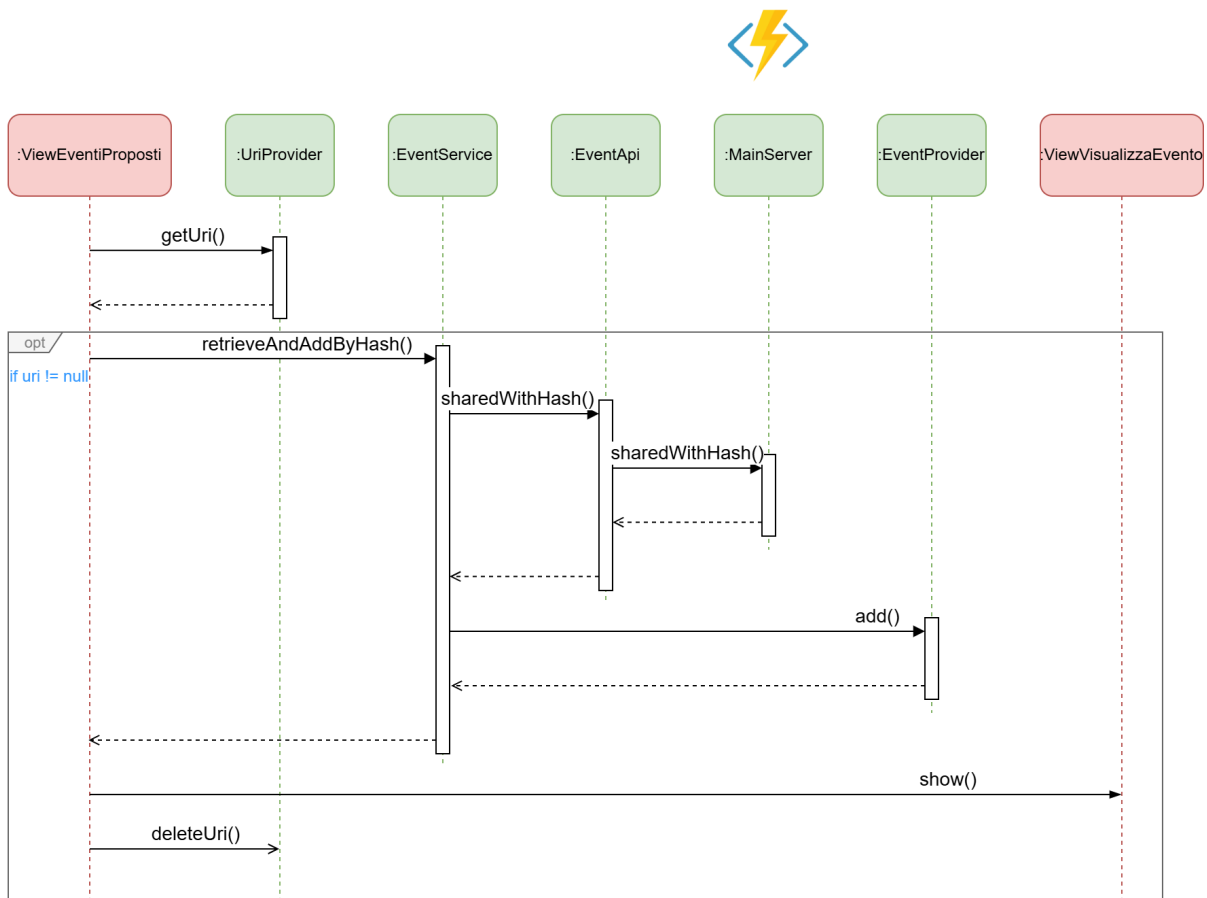 :ViewEventiProposti
:UriProvider
:EventService
:EventApi
:MainServer
:EventProvider
:ViewVisualizzaEvento
getUri()
opt
retrieveAndAddByHash()
if uri != null
sharedWithHash()
sharedWithHash()
add()
show()
deleteUri()